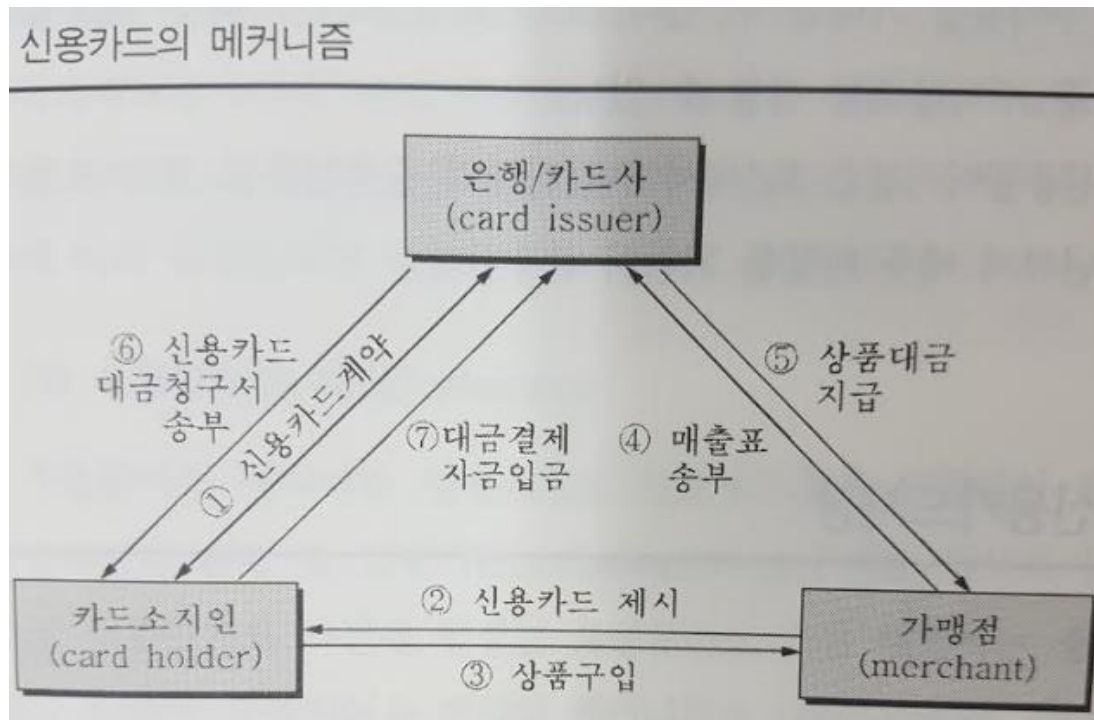 신용카드의 메커니즘
은행/카드사
(card issuer)
⑥ 신용카드
대금청구서
송부
① 신용카드계약
⑦대금결제
자금입금
④ 매출표
송부
⑤ 상품대금
지급
카드소지인
(card holder)
② 신용카드 제시
③ 상품구입
가맹점
(merchant)